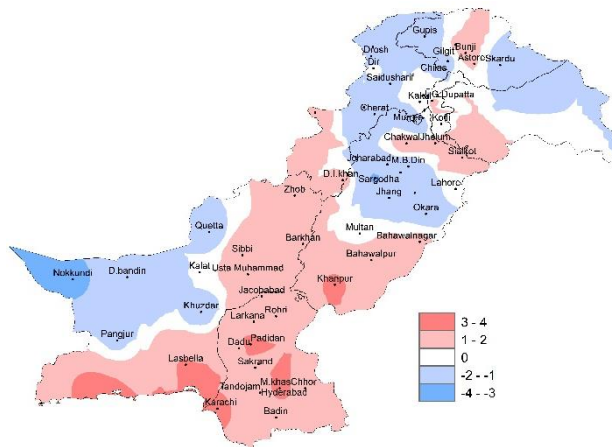 Gupis
Drosh
Gilgit
Bunji
Dir
Chilas
Astore
Skardu
Saidusharif
Kakul
G.Dupatta
Cherat
Murree
Kotli
Chakwal
Jhelum
Sialkot
Joharabad
M.B.Din
D.I.khan
Sargodha
Lahore
Zhob
Jhang
Okara
Quetta
Multan
Barkhan
Bahawalnagar
Sibbi
Bahawalpur
Nokkundi
D.bandin
Kalat
Usta Muhammad
Khanpur
Jacobabad
Khuzdar
Larkana
Rohri
Panjgur
Dadu
Padidan
Lasbella
Sakrand
Tandojam
M.khas
Chhor
Hyderabad
Karachi
Badin
3 - 4
1 - 2
0
-2 - -1
-4 - -3